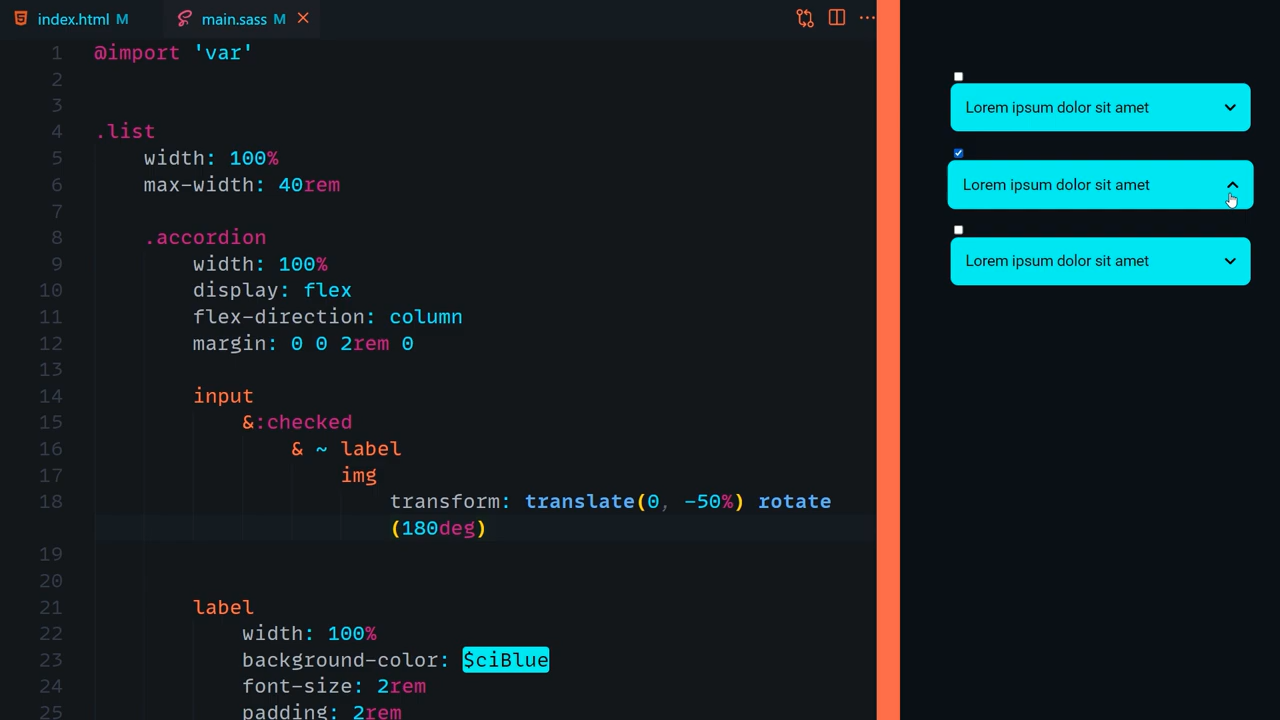 index.html M main.sass M
1 @import 'var'
2
3
4 .list
5 width: 100%
6 max-width: 40rem
7
8 .accordion
9 width: 100%
10 display: flex
11 flex-direction: column
12 margin: 0 0 2rem 0
13
14 input
15 &:checked
16 & ~ label
17 img
18 transform: translate(0, -50%) rotate
(180deg)
19
20
21 label
22 width: 100%
23 background-color: $ciBlue
24 font-size: 2rem
25 padding: 2rem
Lorem ipsum dolor sit amet
Lorem ipsum dolor sit amet
Lorem ipsum dolor sit amet